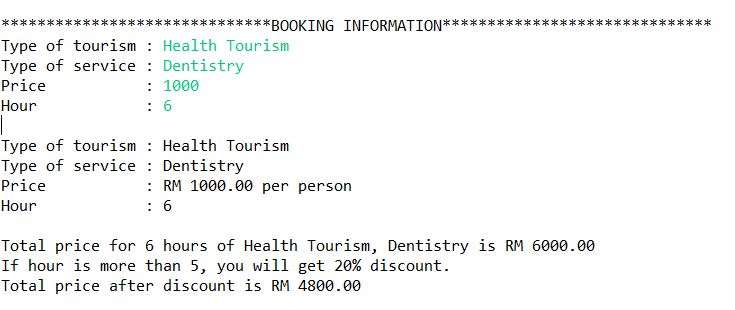 ******************************BOOKING INFORMATION******************************
Type of tourism : Health Tourism
Type of service : Dentistry
Price           : 1000
Hour            : 6
Type of tourism : Health Tourism
Type of service : Dentistry
Price           : RM 1000.00 per person
Hour            : 6
Total price for 6 hours of Health Tourism, Dentistry is RM 6000.00
If hour is more than 5, you will get 20% discount.
Total price after discount is RM 4800.00